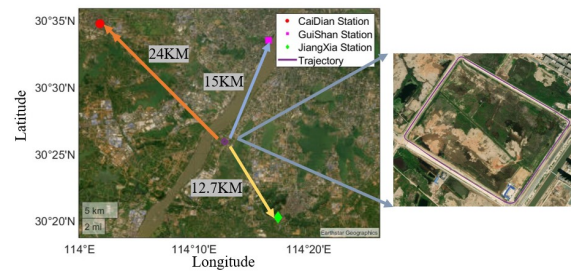 30°35'N
30°30'N
30°25'N
30°20'N
Latitude
114°E
114°10'E
114°20'E
Longitude
CaiDian Station
GuiShan Station
JiangXia Station
Trajectory
24KM
15KM
12.7KM
5 km
2 mi
Earthstar Geographics